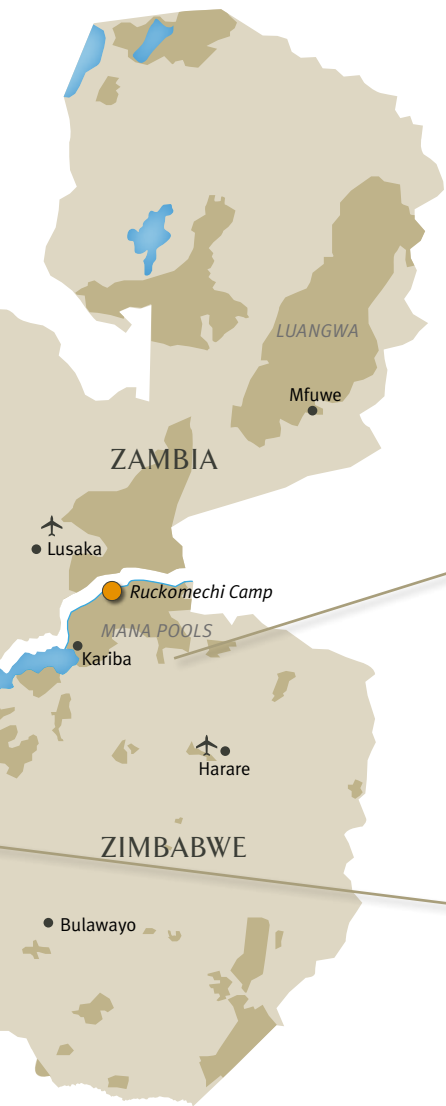 LUANGWA
Mfuwe
ZAMBIA
Lusaka
Ruckomechi Camp
MANA POOLS
Kariba
Harare
ZIMBABWE
Bulawayo